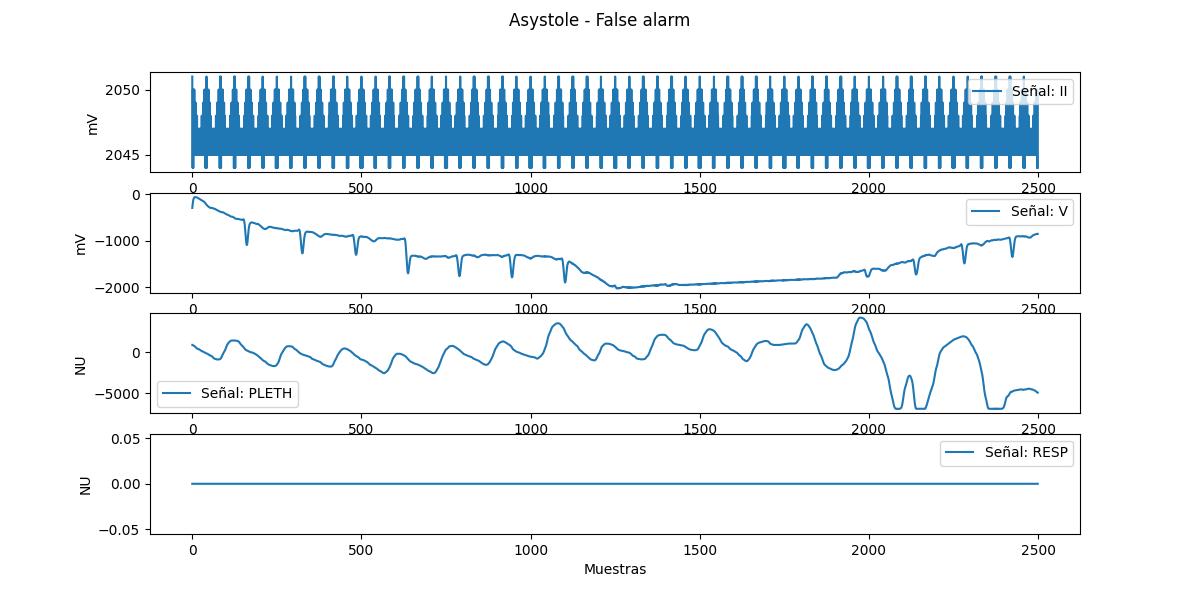 Asystole - False alarm
2050
2045
mV
Señal: II
0 500 1000 1500 2000 2500
0
−1000
−2000
mV
Señal: V
0 500 1000 1500 2000 2500
0
−5000
NU
Señal: PLETH
0 500 1000 1500 2000 2500
0.05
0.00
−0.05
NU
Señal: RESP
0 500 1000 1500 2000 2500
Muestras